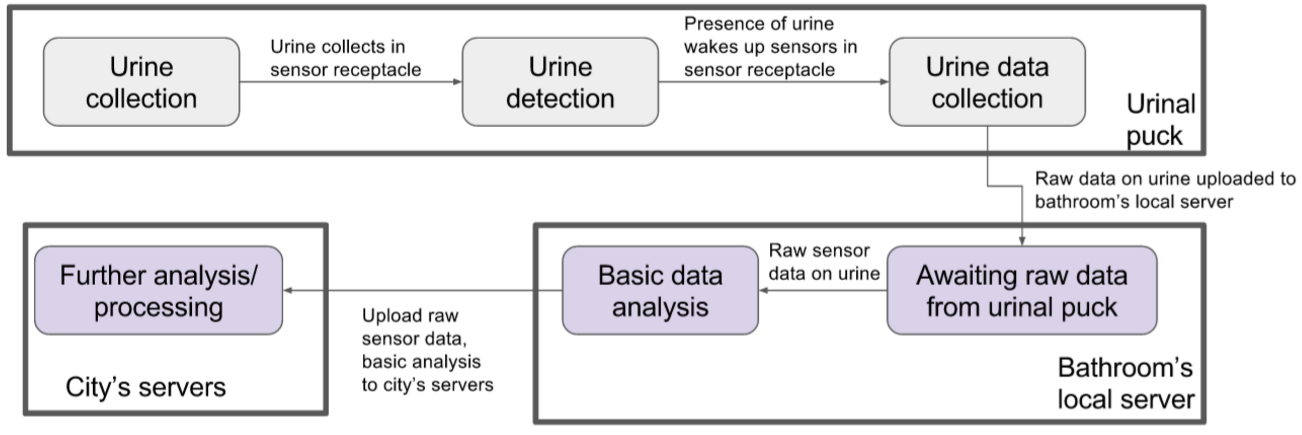 Urine
collection
Urine collects in
sensor receptacle
Urine
detection
Presence of urine
wakes up sensors in
sensor receptacle
Urine data
collection
Urinal
puck
Raw data on urine uploaded to
bathroom's local server
Awaiting raw data
from urinal puck
Raw sensor
data on urine
Basic data
analysis
Bathroom's
local server
Upload raw
sensor data,
basic analysis
to city's servers
Further analysis/
processing
City's servers